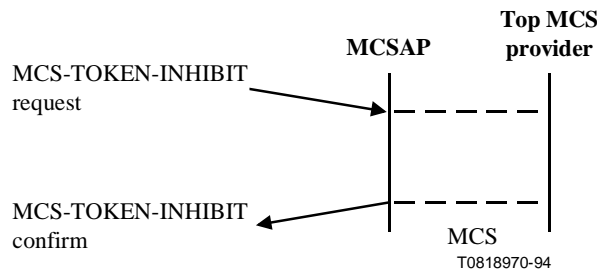 Top MCS
provider
MCSAP
MCS-TOKEN-INHIBIT
request
MCS-TOKEN-INHIBIT
confirm
MCS
T0818970-94